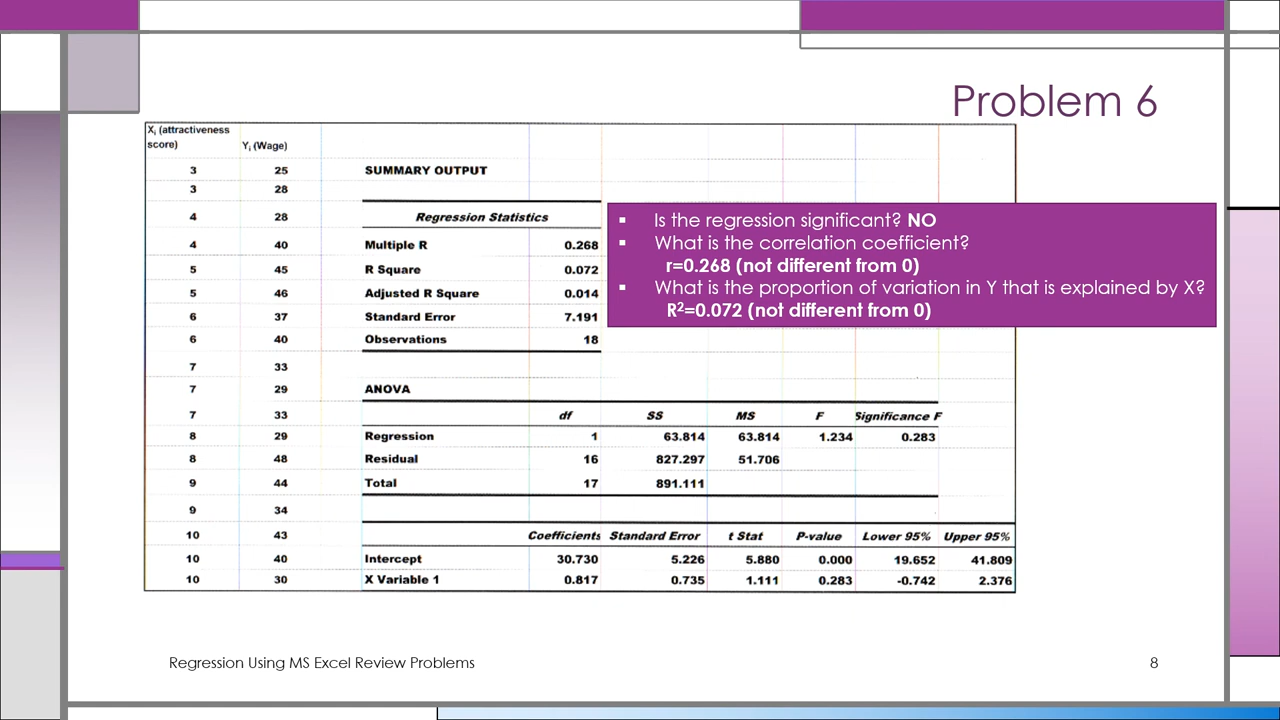 Problem 6
Xi (attractiveness
score) Yi (Wage)
3 25 SUMMARY OUTPUT
3 28
4 28 Regression Statistics
4 40 Multiple R 0.268
5 45 R Square 0.072
5 46 Adjusted R Square 0.014
6 37 Standard Error 7.191
6 40 Observations 18
7 33
7 29 ANOVA
7 33 df SS MS F Significance F
8 29 Regression 1 63.814 63.814 1.234 0.283
8 48 Residual 16 827.297 51.706
9 44 Total 17 891.111
9 34
10 43 Coefficients Standard Error t Stat P-value Lower 95% Upper 95%
10 40 Intercept 30.730 5.226 5.880 0.000 19.652 41.809
10 30 X Variable 1 0.817 0.735 1.111 0.283 -0.742 2.376
▪ Is the regression significant? NO
▪ What is the correlation coefficient?
r=0.268 (not different from 0)
▪ What is the proportion of variation in Y that is explained by X?
R²=0.072 (not different from 0)
Regression Using MS Excel Review Problems 8